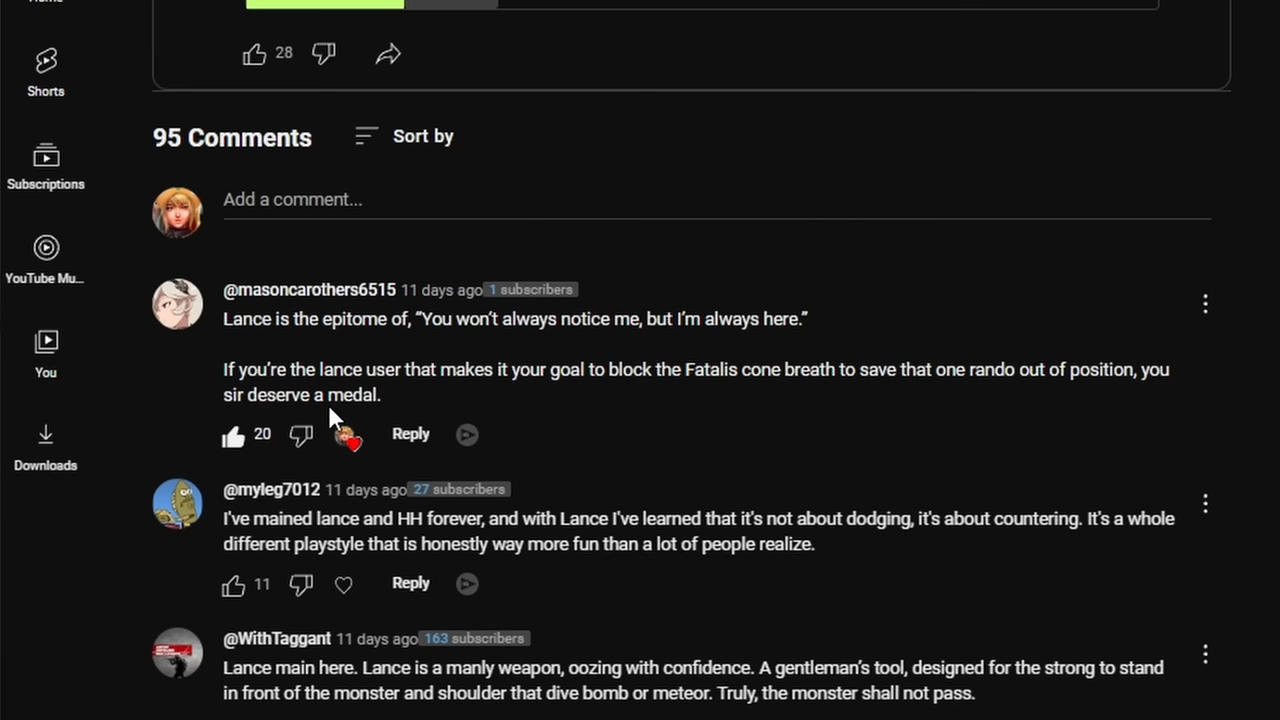 28
Shorts
95 Comments
Sort by
Subscriptions
Add a comment...
YouTube Mu...
@masoncarothers6515 11 days ago 1 subscribers
Lance is the epitome of, “You won’t always notice me, but I’m always here.”
If you’re the lance user that makes it your goal to block the Fatalis cone breath to save that one rando out of position, you
sir deserve a medal.
You
20
Reply
Downloads
@myleg7012 11 days ago 27 subscribers
I've mained lance and HH forever, and with Lance I've learned that it's not about dodging, it's about countering. It's a whole
different playstyle that is honestly way more fun than a lot of people realize.
11
Reply
@WithTaggant 11 days ago 163 subscribers
Lance main here. Lance is a manly weapon, oozing with confidence. A gentleman’s tool, designed for the strong to stand
in front of the monster and shoulder that dive bomb or meteor. Truly, the monster shall not pass.